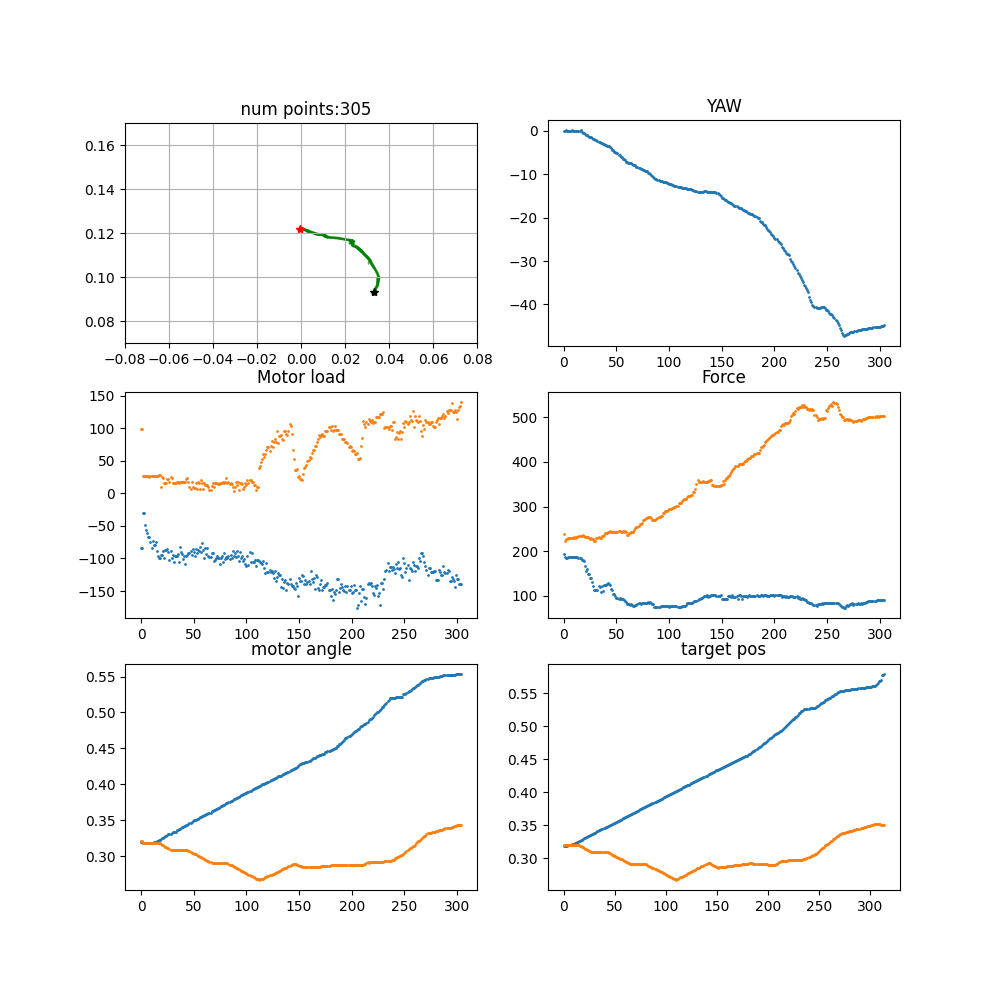 num points:305
YAW
0.16
0.14
0.12
0.10
0.08
−0.08 −0.06 −0.04 −0.02 0.00 0.02 0.04 0.06 0.08
0
−10
−20
−30
−40
0 50 100 150 200 250 300
Motor load
Force
150
100
50
0
−50
−100
−150
0 50 100 150 200 250 300
500
400
300
200
100
0 50 100 150 200 250 300
motor angle
target pos
0.55
0.50
0.45
0.40
0.35
0.30
0 50 100 150 200 250 300
0.55
0.50
0.45
0.40
0.35
0.30
0 50 100 150 200 250 300